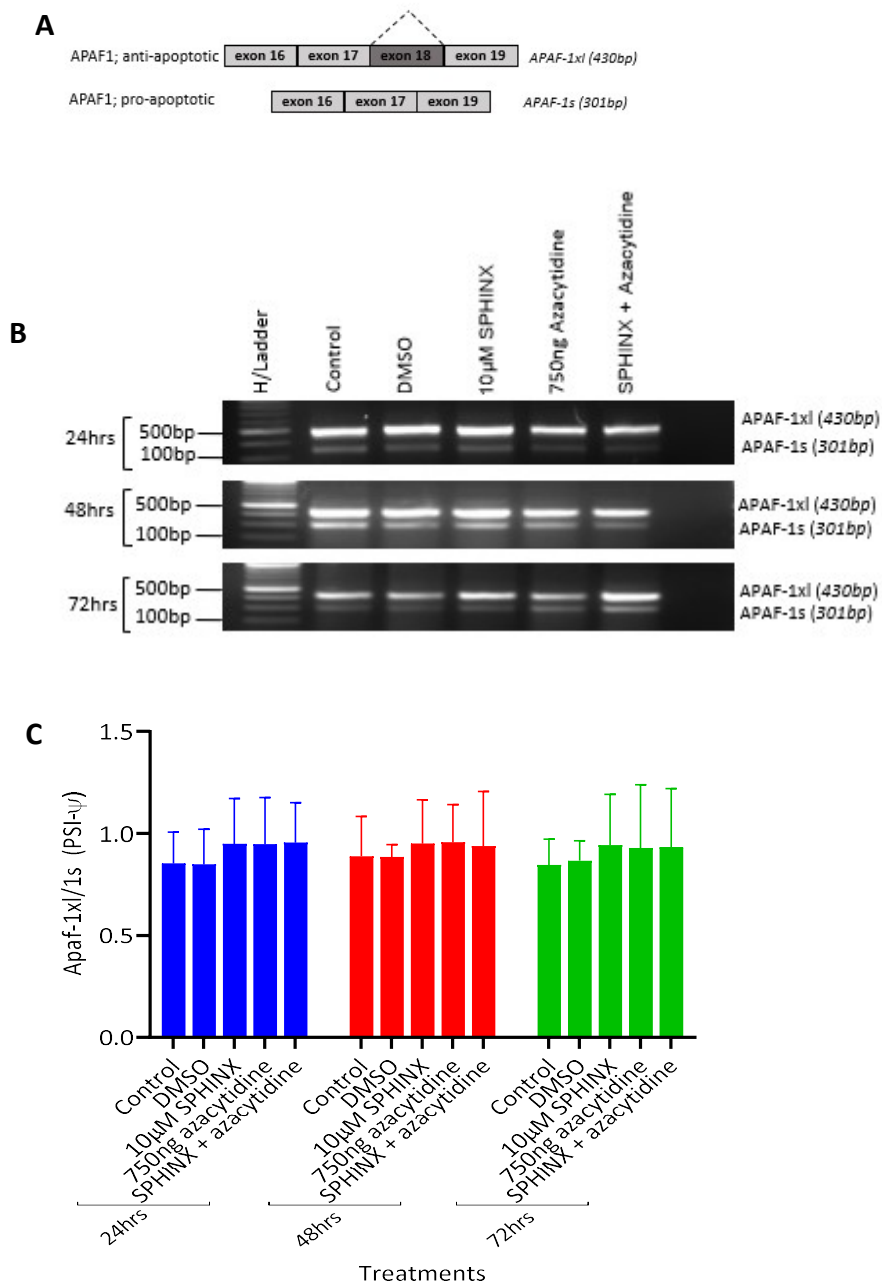 A
APAF1; anti-apoptotic exon 16 exon 17 exon 18 exon 19 APAF-1xl (430bp)
APAF1; pro-apoptotic exon 16 exon 17 exon 19 APAF-1s (301bp)
B
H/Ladder
Control
DMSO
10µM SPHINX
750ng Azacytidine
SPHINX + Azacytidine
24hrs
500bp
100bp
APAF-1xl (430bp)
APAF-1s (301bp)
48hrs
500bp
100bp
APAF-1xl (430bp)
APAF-1s (301bp)
72hrs
500bp
100bp
APAF-1xl (430bp)
APAF-1s (301bp)
C
Apaf-1xl/1s (PSI-ψ)
1.5
1.0
0.5
0.0
Control
DMSO
10µM SPHINX
750ng azacytidine
SPHINX + azacytidine
Control
DMSO
10µM SPHINX
750ng azacytidine
SPHINX + azacytidine
Control
DMSO
10µM SPHINX
750ng azacytidine
SPHINX + azacytidine
24hrs
48hrs
72hrs
Treatments